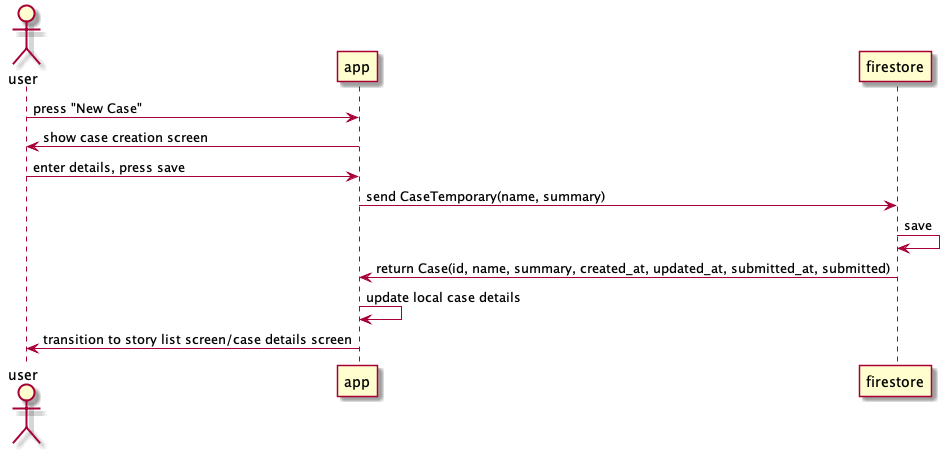 user
app
firestore
press "New Case"
show case creation screen
enter details, press save
send CaseTemporary(name, summary)
save
return Case(id, name, summary, created_at, updated_at, submitted_at, submitted)
update local case details
transition to story list screen/case details screen
user
app
firestore